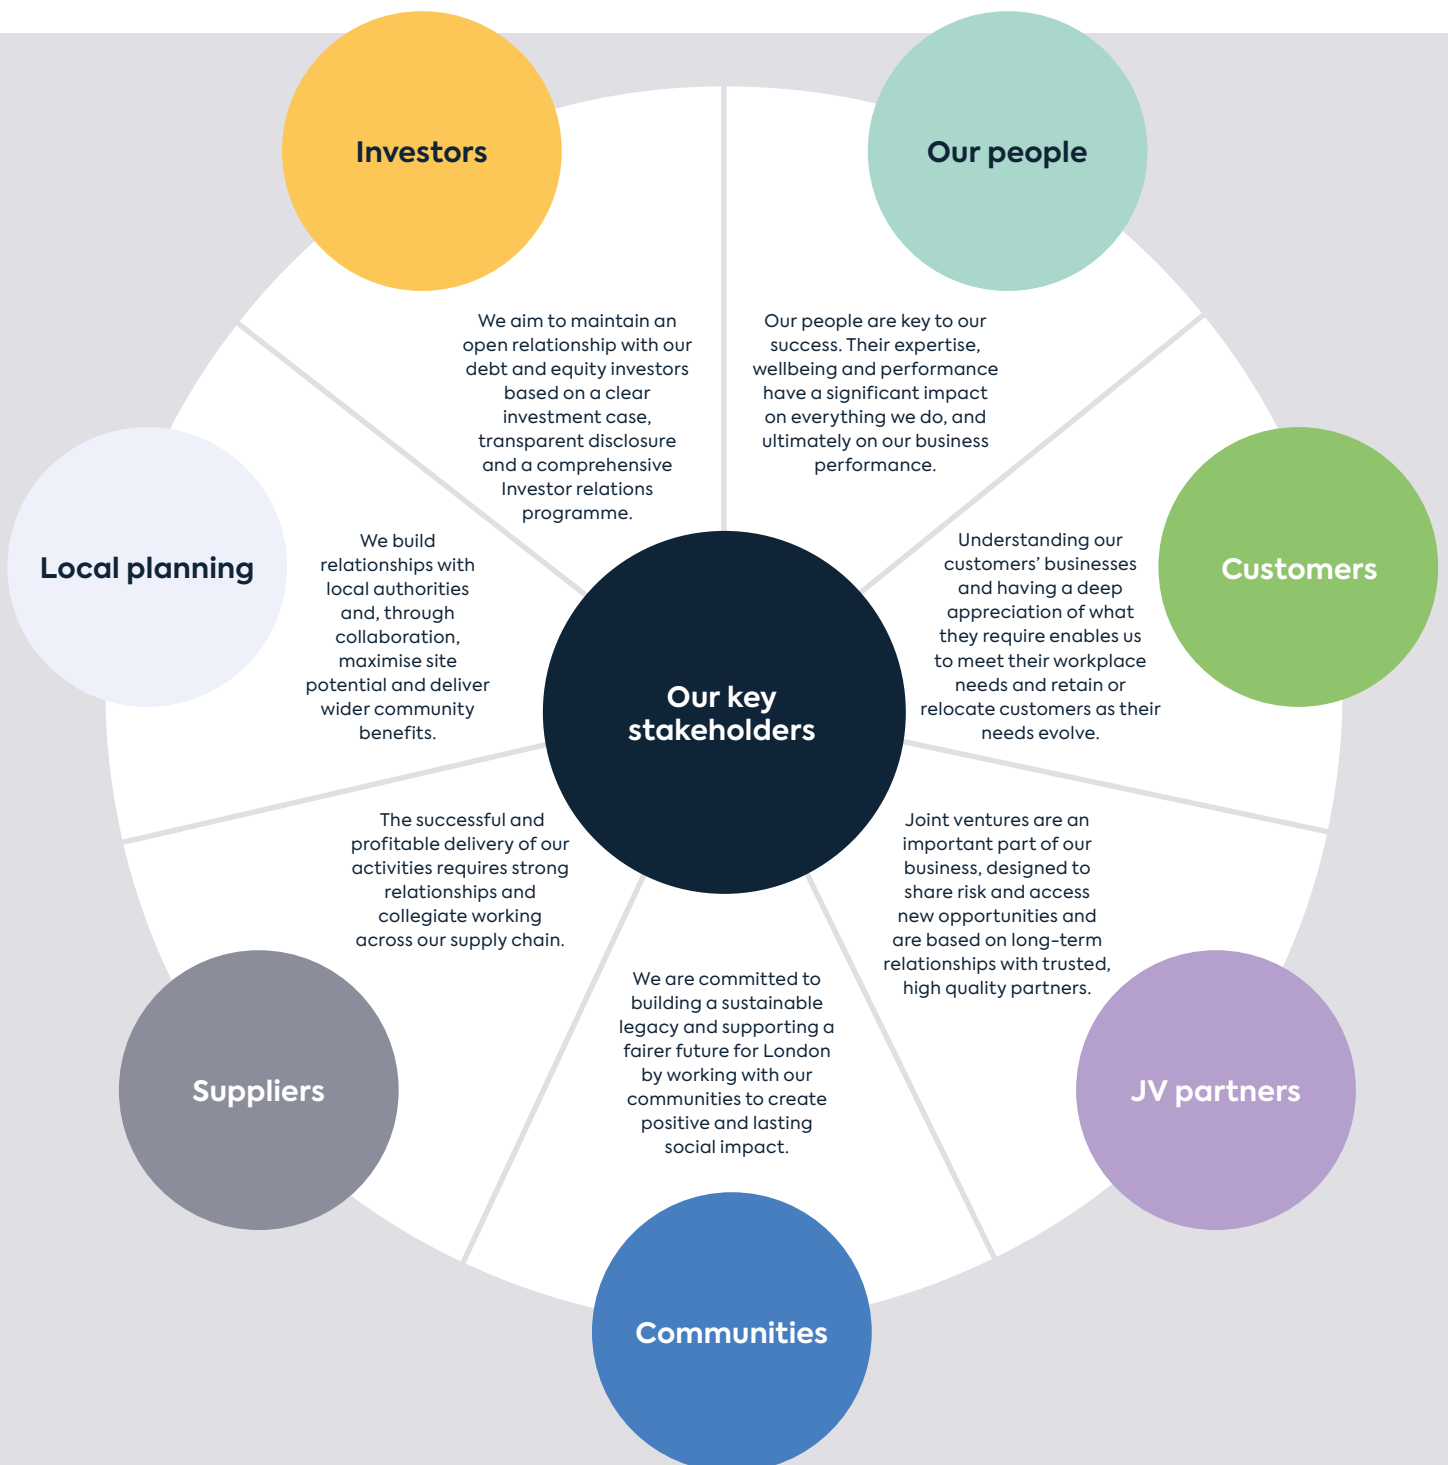 Our key
stakeholders
Our people
Our people are key to our
success. Their expertise,
wellbeing and performance
have a significant impact
on everything we do, and
ultimately on our business
performance.
Customers
Understanding our
customers’ businesses
and having a deep
appreciation of what
they require enables us
to meet their workplace
needs and retain or
relocate customers as their
needs evolve.
JV partners
Joint ventures are an
important part of our
business, designed to
share risk and access
new opportunities and
are based on long-term
relationships with trusted,
high quality partners.
Communities
We are committed to
building a sustainable
legacy and supporting a
fairer future for London
by working with our
communities to create
positive and lasting
social impact.
Suppliers
The successful and
profitable delivery of our
activities requires strong
relationships and
collegiate working
across our supply chain.
Local planning
We build
relationships with
local authorities
and, through
collaboration,
maximise site
potential and deliver
wider community
benefits.
Investors
We aim to maintain an
open relationship with our
debt and equity investors
based on a clear
investment case,
transparent disclosure
and a comprehensive
Investor relations
programme.